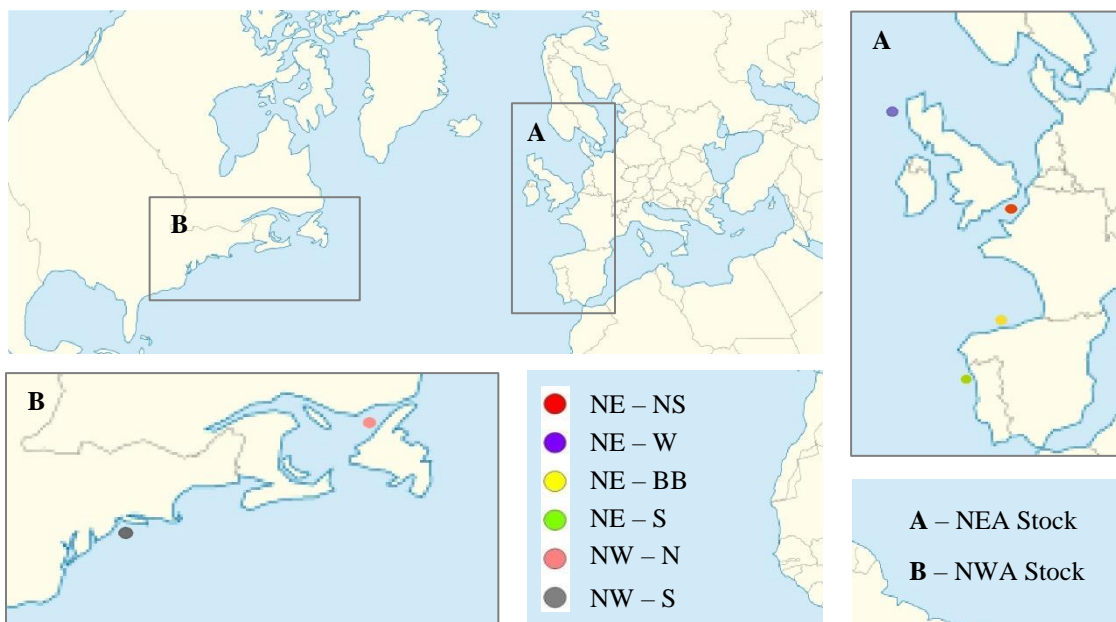 A
B
A
B
NE – NS
NE – W
NE – BB
NE – S
NW – N
NW – S
A – NEA Stock
B – NWA Stock